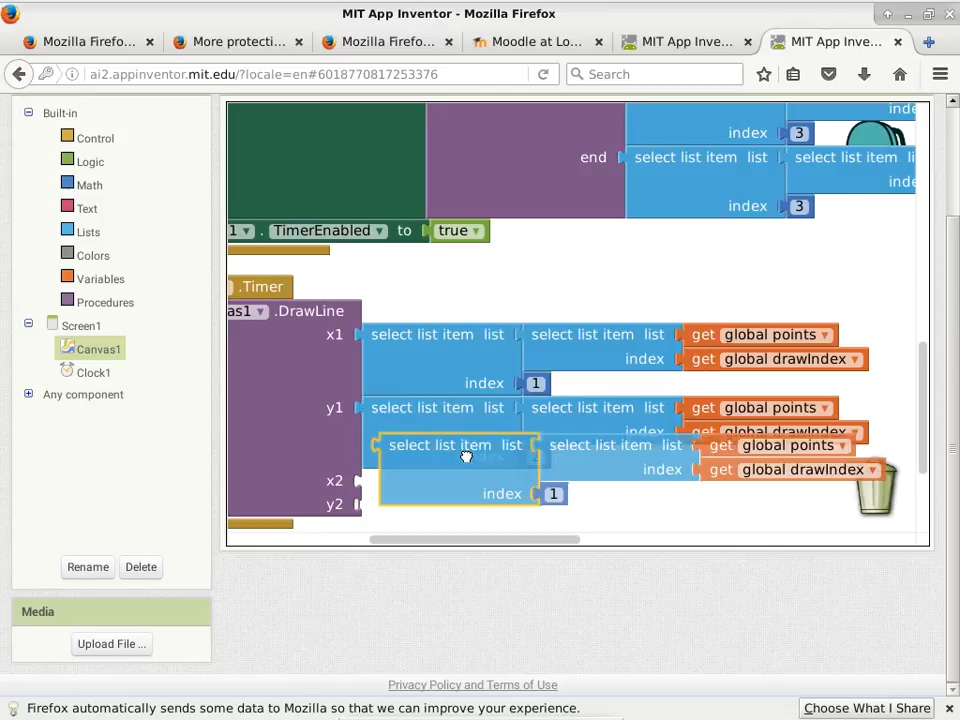 MIT App Inventor - Mozilla Firefox
Mozilla Firefo...
More protecti...
Mozilla Firefo...
Moodle at Lo...
MIT App Inve...
MIT App Inve...
ai2.appinventor.mit.edu/?locale=en#6018770817253376
Search
Built-in
Control
Logic
Math
Text
Lists
Colors
Variables
Procedures
Screen1
Canvas1
Clock1
Any component
Rename
Delete
Media
Upload File ...
index 3
end select list item list select list item
index 3
1 . TimerEnabled to true
.Timer
as1 .DrawLine
x1 select list item list select list item list get global points
index get global drawIndex
index 1
y1 select list item list select list item list get global points
index get global drawIndex
select list item list select list item list get global points
index get global drawIndex
x2
index 1
y2
Privacy Policy and Terms of Use
Firefox automatically sends some data to Mozilla so that we can improve your experience.
Choose What I Share